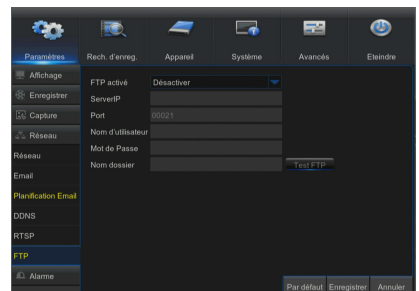 Paramètres Rech. d'enreg. Appareil Système Avancés Eteindre
Affichage
Enregistrer
Capture
Réseau
Réseau
Email
Planification Email
DDNS
RTSP
FTP
Alarme
FTP activé Désactiver
ServerIP
Port 00021
Nom d'utilisateur
Mot de Passe
Nom dossier Test FTP
Par défaut Enregistrer Annuler